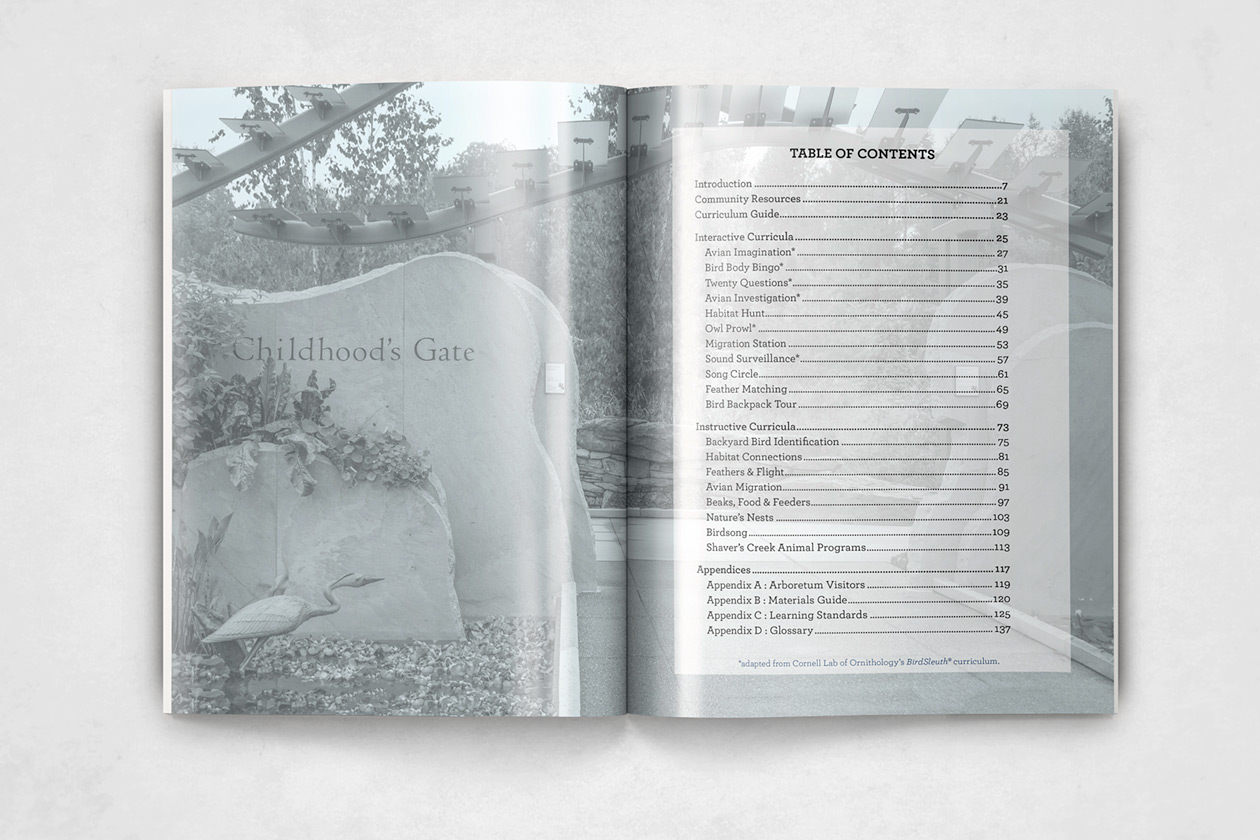 Childhood's Gate
TABLE OF CONTENTS
Introduction ........................................................................7
Community Resources ........................................................21
Curriculum Guide............................................................... 23
Interactive Curricula........................................................... 25
Avian Imagination* .......................................................... 27
Bird Body Bingo* ..............................................................31
Twenty Questions*............................................................ 35
Avian Investigation* ......................................................... 39
Habitat Hunt.................................................................... 45
Owl Prowl* ...................................................................... 49
Migration Station ............................................................. 53
Sound Surveillance*.......................................................... 57
Song Circle.......................................................................61
Feather Matching ............................................................. 65
Bird Backpack Tour .......................................................... 69
Instructive Curricula........................................................... 73
Backyard Bird Identification .............................................. 75
Habitat Connections .........................................................81
Feathers & Flight.............................................................. 85
Avian Migration............................................................... 91
Beaks, Food & Feeders....................................................... 97
Nature's Nests ................................................................ 103
Birdsong .........................................................................109
Shaver's Creek Animal Programs........................................113
Appendices ....................................................................... 117
Appendix A : Arboretum Visitors ....................................... 119
Appendix B : Materials Guide............................................120
Appendix C : Learning Standards ...................................... 125
Appendix D : Glossary ...................................................... 137
*adapted from Cornell Lab of Ornithology's BirdSleuth® curriculum.